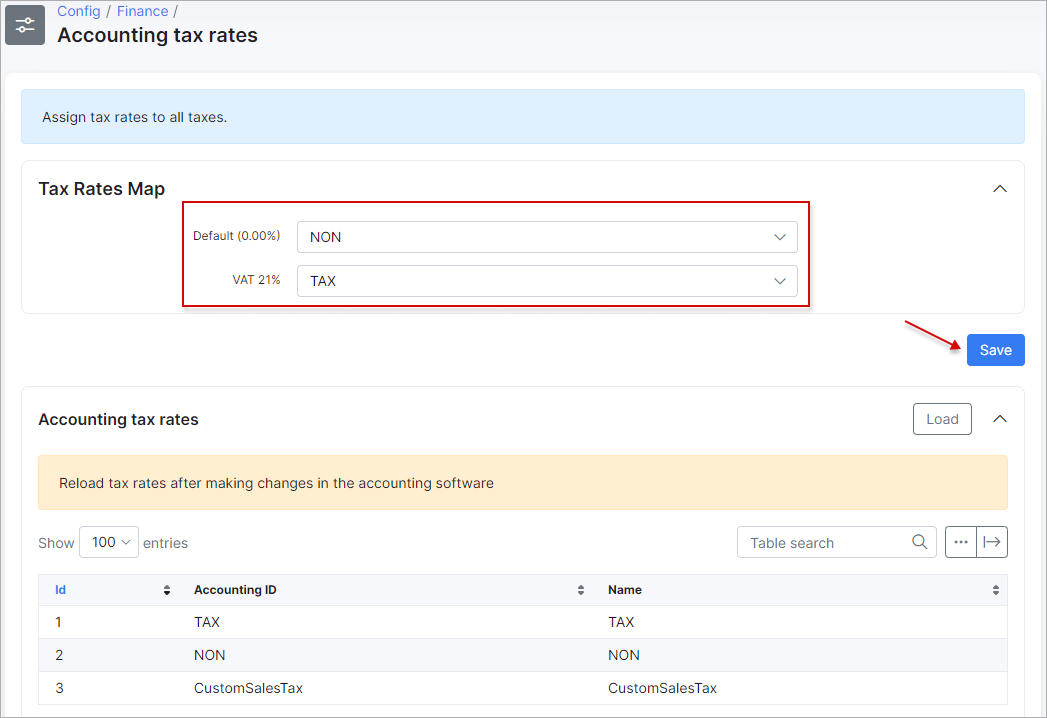 Config / Finance /
Accounting tax rates
Assign tax rates to all taxes.
Tax Rates Map
Default (0.00%) NON
VAT 21% TAX
Save
Accounting tax rates Load
Reload tax rates after making changes in the accounting software
Show 100 entries Table search
Id Accounting ID Name
1 TAX TAX
2 NON NON
3 CustomSalesTax CustomSalesTax